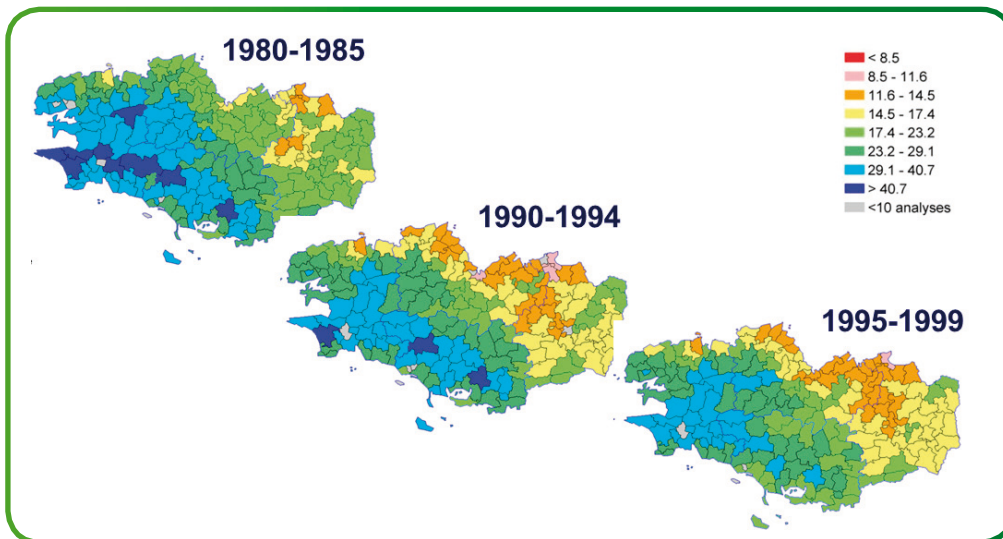 1980-1985
1990-1994
1995-1999
< 8.5
8.5 - 11.6
11.6 - 14.5
14.5 - 17.4
17.4 - 23.2
23.2 - 29.1
29.1 - 40.7
> 40.7
<10 analyses